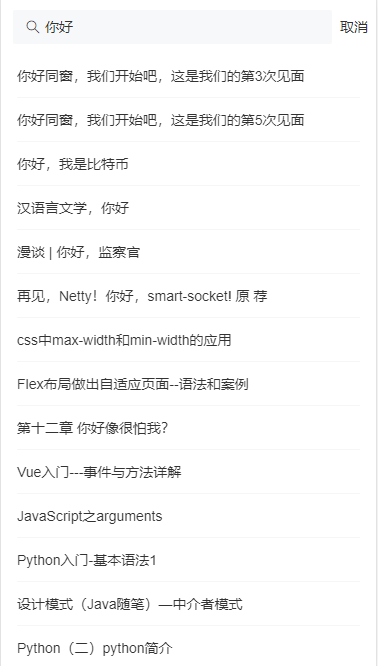 你好
取消
你好同窗，我们开始吧，这是我们的第3次见面
你好同窗，我们开始吧，这是我们的第5次见面
你好，我是比特币
汉语言文学，你好
漫谈 | 你好，监察官
再见，Netty！你好，smart-socket! 原 荐
css中max-width和min-width的应用
Flex布局做出自适应页面--语法和案例
第十二章 你好像很怕我？
Vue入门---事件与方法详解
JavaScript之arguments
Python入门-基本语法1
设计模式（Java随笔）—中介者模式
Python（二）python简介